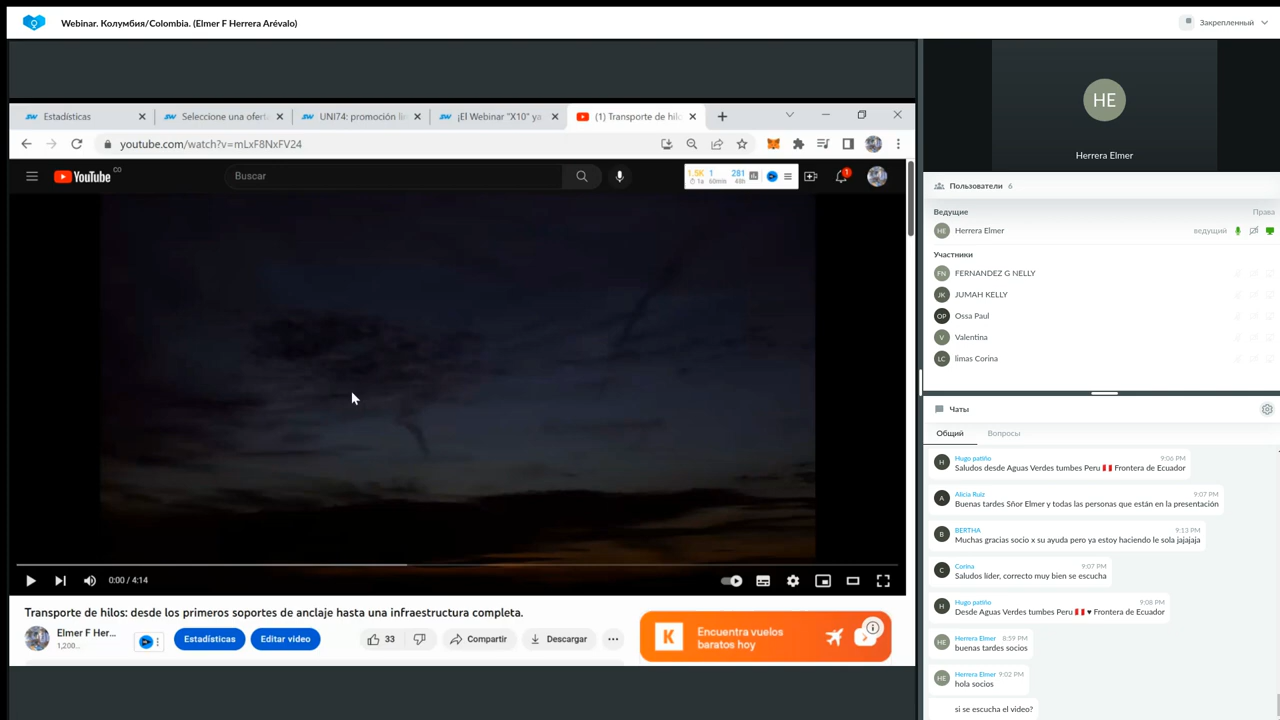 Webinar. Колумбия/Colombia. (Elmer F Herrera Arévalo)
Закрепленный
Estadísticas
Seleccione una ofert
UNI74: promoción li
¡El Webinar "X10" ya
(1) Transporte de hilo
youtube.com/watch?v=mLxF8NxFV24
YouTube CO
Buscar
1.5K 1 281
1a 60min 48h
1
HE
Herrera Elmer
Пользователи 6
Ведущие
Права
HE Herrera Elmer
ведущий
Участники
FN FERNANDEZ G NELLY
JK JUMAH KELLY
OP Ossa Paul
V Valentina
LC limas Corina
Чаты
Общий
Вопросы
H Hugo patiño 9:06 PM
Saludos desde Aguas Verdes tumbes Peru 🇵🇪 Frontera de Ecuador
A Alicia Ruiz 9:07 PM
Buenas tardes Sñor Elmer y todas las personas que están en la presentación
B BERTHA 9:13 PM
Muchas gracias socio x su ayuda pero ya estoy haciendo le sola jajajaja
C Corina 9:07 PM
Saludos líder, correcto muy bien se escucha
H Hugo patiño 9:08 PM
Desde Aguas Verdes tumbes Peru 🇵🇪 ♥ Frontera de Ecuador
HE Herrera Elmer 8:59 PM
buenas tardes socios
HE Herrera Elmer 9:02 PM
hola socios
si se escucha el video?
0:00 / 4:14
Transporte de hilos: desde los primeros soportes de anclaje hasta una infraestructura completa.
Elmer F Her...
1,200...
Estadísticas
Editar video
33
Compartir
Descargar
K
Encuentra vuelos
baratos hoy